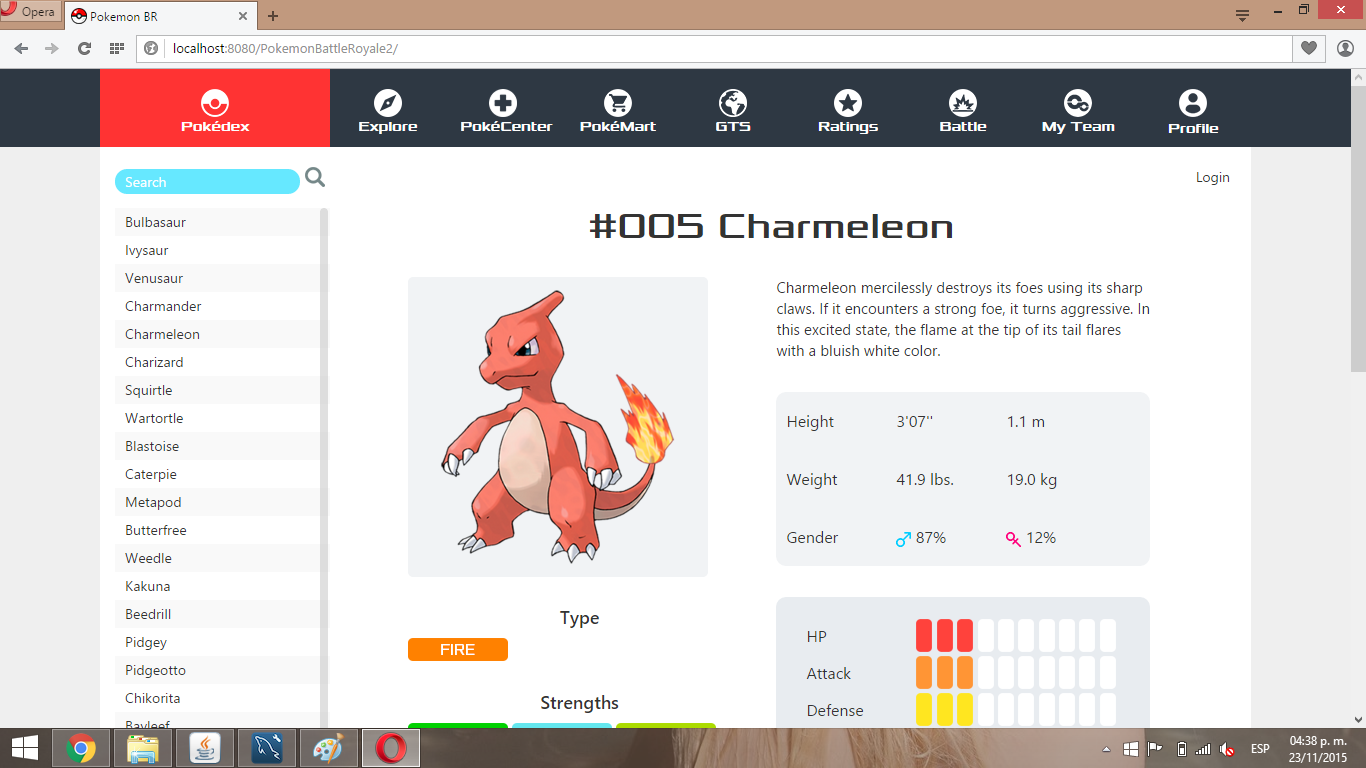 Opera
Pokemon BR
localhost:8080/PokemonBattleRoyale2/
Pokédex
Explore
PokéCenter
PokéMart
GTS
Ratings
Battle
My Team
Profile
Search
Login
Bulbasaur
Ivysaur
Venusaur
Charmander
Charmeleon
Charizard
Squirtle
Wartortle
Blastoise
Caterpie
Metapod
Butterfree
Weedle
Kakuna
Beedrill
Pidgey
Pidgeotto
Chikorita
Bayleef
#005 Charmeleon
Charmeleon mercilessly destroys its foes using its sharp
claws. If it encounters a strong foe, it turns aggressive. In
this excited state, the flame at the tip of its tail flares
with a bluish white color.
Height 3'07'' 1.1 m
Weight 41.9 lbs. 19.0 kg
Gender 87% 12%
Type
FIRE
Strengths
HP
Attack
Defense
ESP
04:38 p. m.
23/11/2015